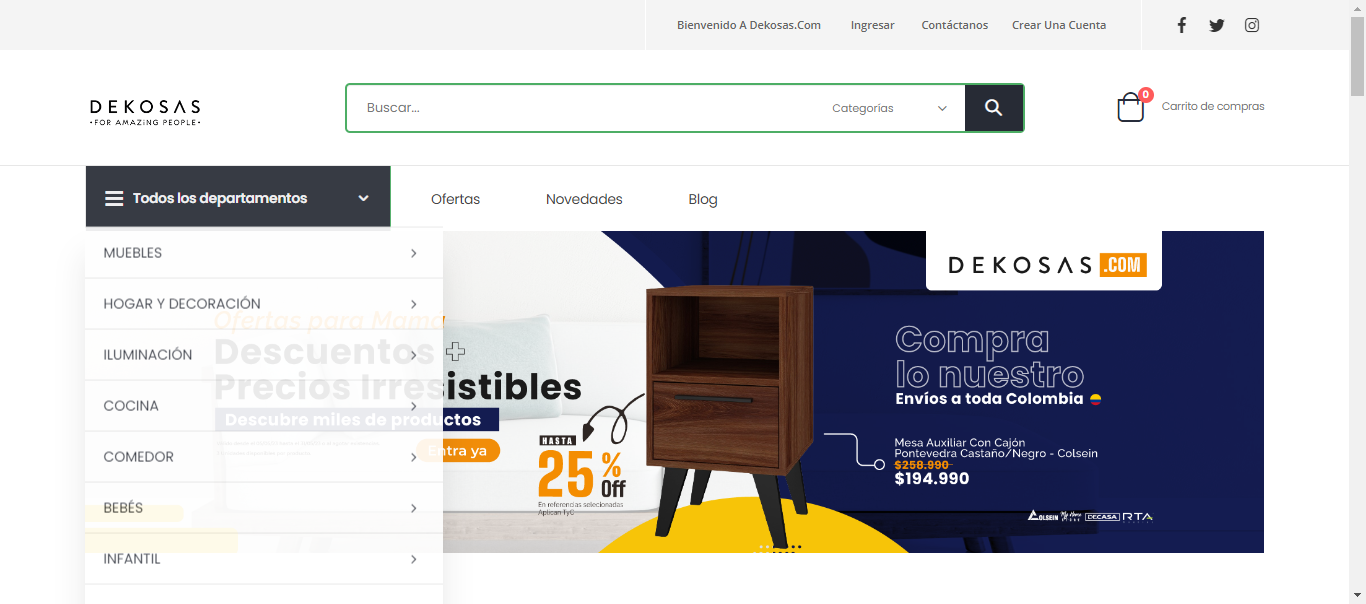 Bienvenido A Dekosas.Com
Ingresar
Contáctanos
Crear Una Cuenta
DEKOSAS
•FOR AMAZING PEOPLE•
Buscar...
Categorias
0
Carrito de compras
Todos los departamentos
Ofertas
Novedades
Blog
MUEBLES
HOGAR Y DECORACIÓN
ILUMINACIÓN
COCINA
COMEDOR
BEBÉS
INFANTIL
Ofertas para Mamá
Descuentos +
Precios Irresistibles
Descubre miles de productos
Entra ya
HASTA
25% Off
En referencias selecionadas
Aplican TyC
DEKOSAS .COM
Compra
lo nuestro
Envíos a toda Colombia
Mesa Auxiliar Con Cajón
Pontevedra Castaño/Negro - Colsein
$258.990
$194.990
COLSEIN
DECASA
RTA